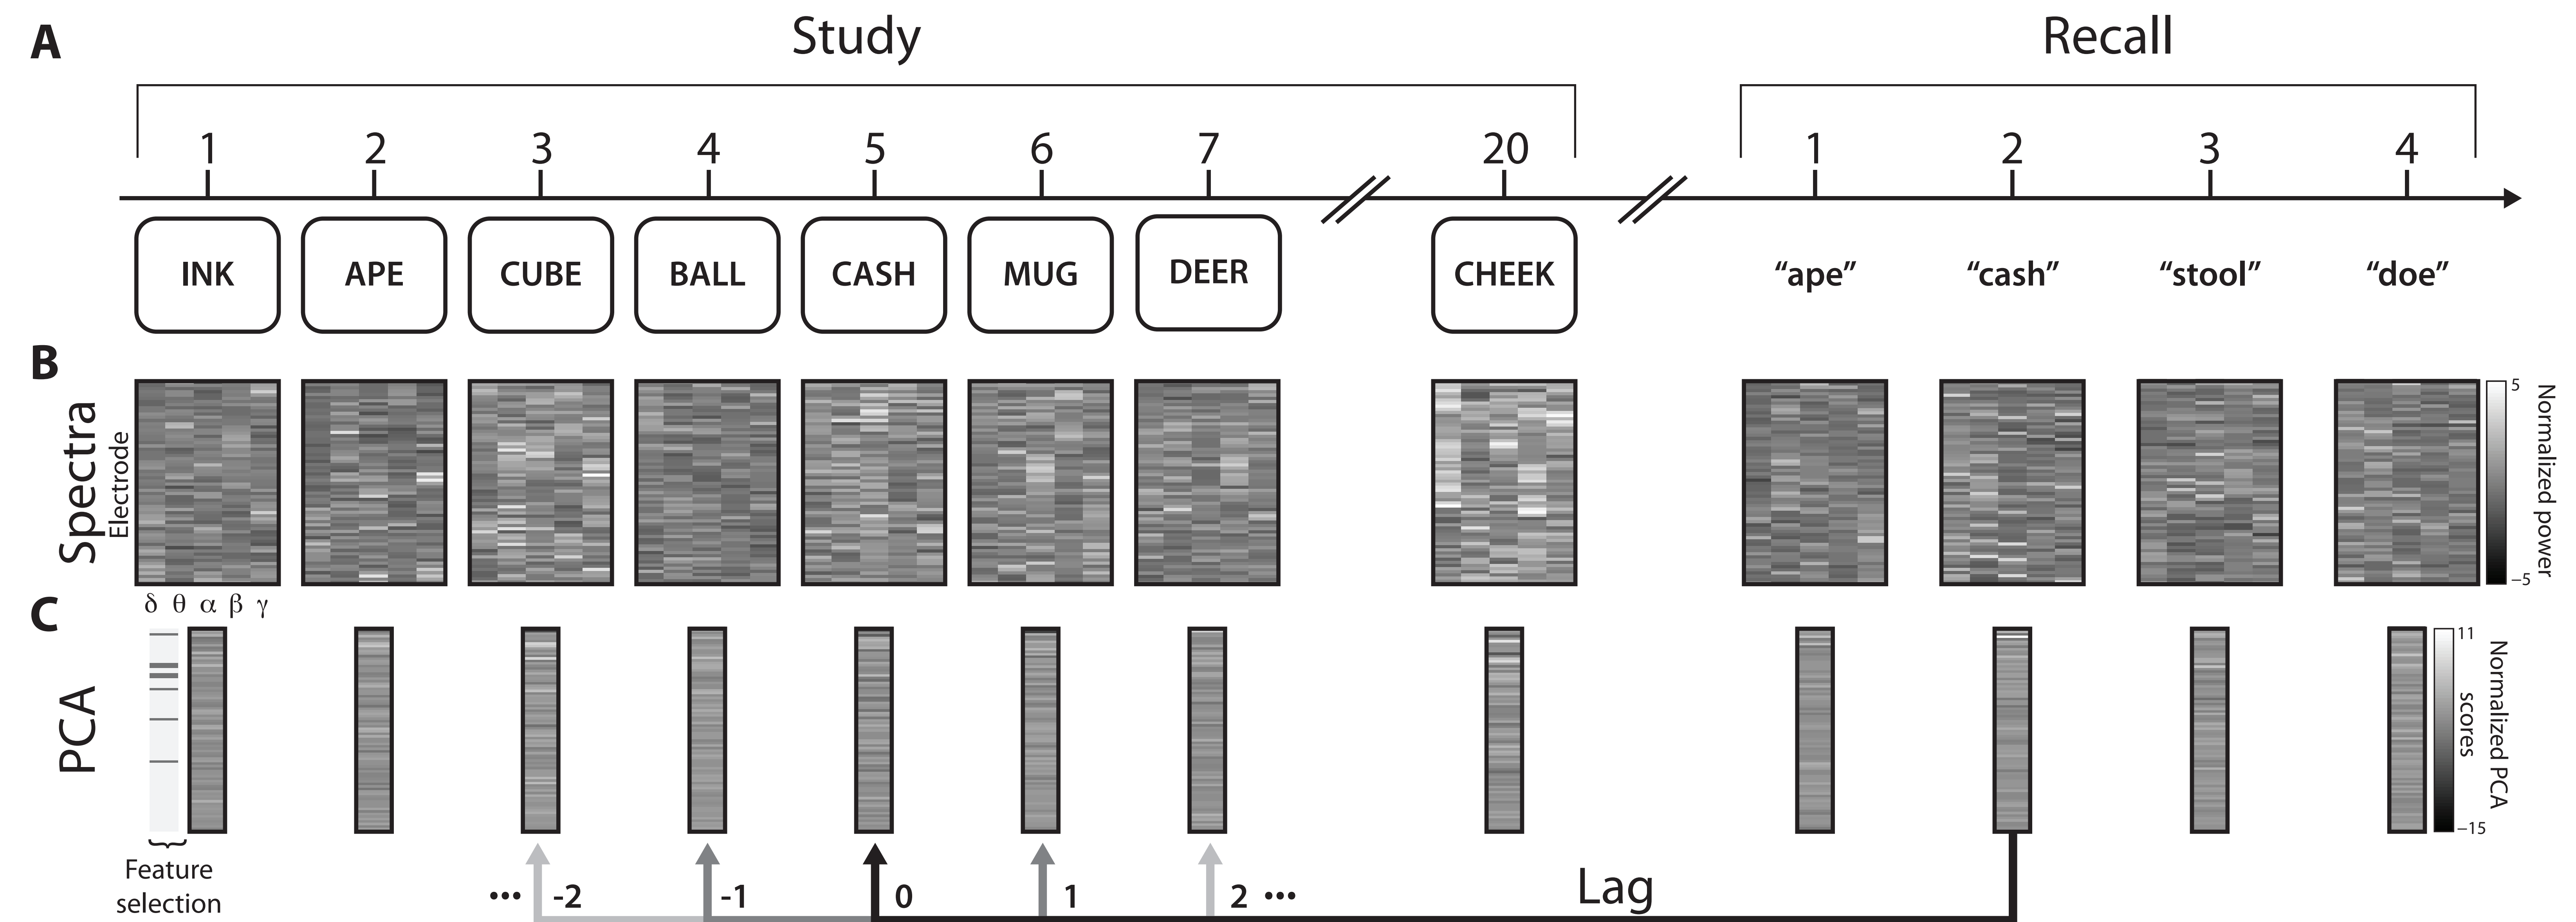 A
Study
Recall
1 2 3 4 5 6 7 20 1 2 3 4
INK APE CUBE BALL CASH MUG DEER CHEEK “ape” “cash” “stool” “doe”
B
Spectra
Electrode
5
Normalized power
−5
δ θ α β γ
C
PCA
11
Normalized PCA
scores
−15
Feature
selection
••• -2 -1 0 1 2 •••
Lag